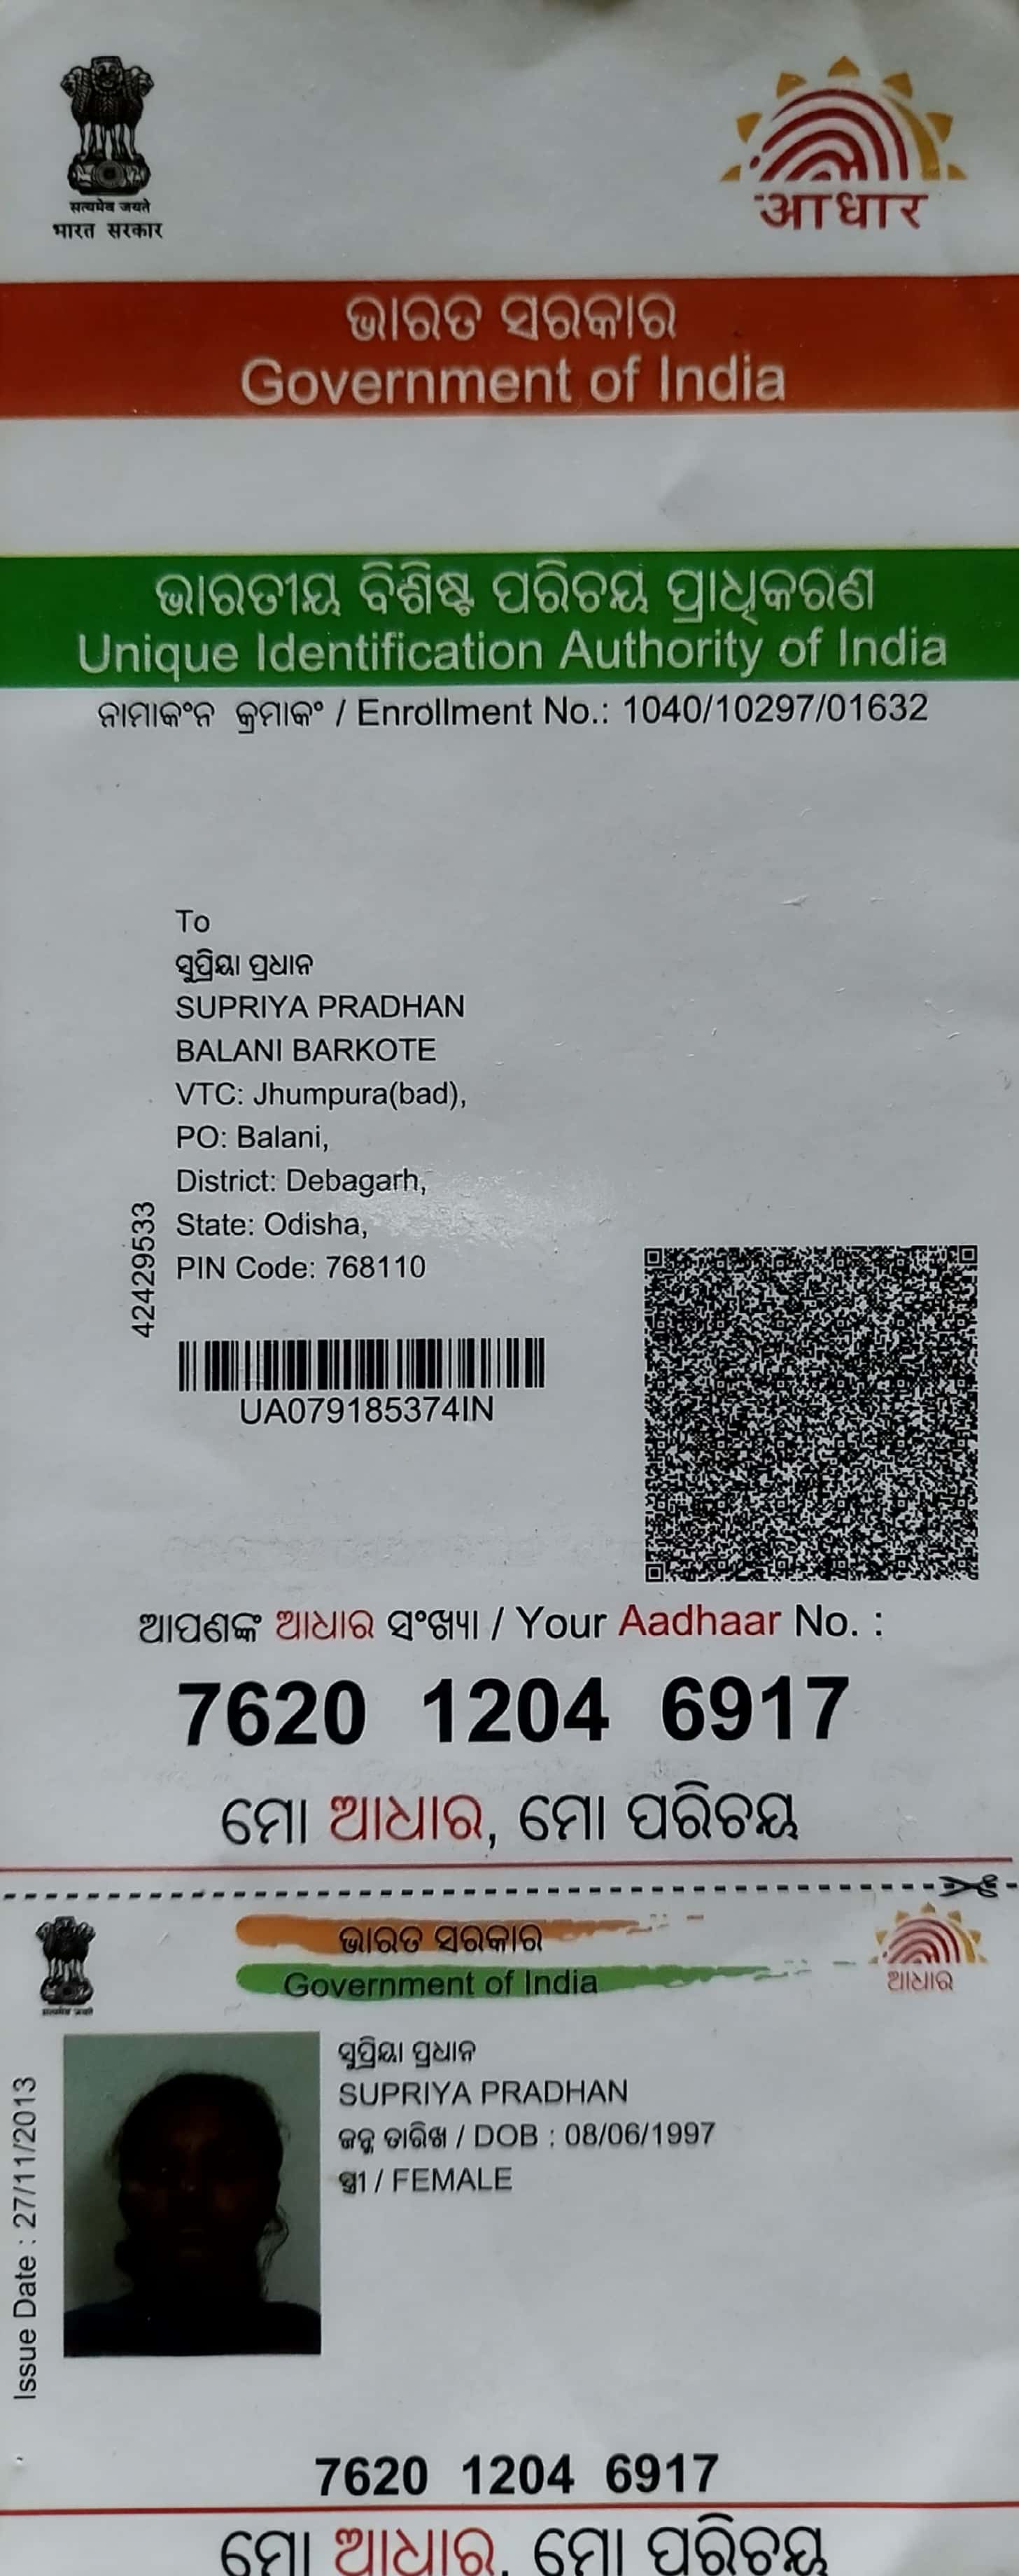 सत्यमेव जयते
भारत सरकार
आधार
ଭାରତ ସରକାର
Government of India
ଭାରତୀୟ ବିଶିଷ୍ଟ ପରିଚୟ ପ୍ରାଧିକରଣ
Unique Identification Authority of India
ନାମାକଂନ କ୍ରମାକଂ / Enrollment No.: 1040/10297/01632
To
ସୁପ୍ରିୟା ପ୍ରଧାନ
SUPRIYA PRADHAN
BALANI BARKOTE
VTC: Jhumpura(bad),
PO: Balani,
District: Debagarh,
State: Odisha,
PIN Code: 768110
42429533
UA079185374IN
ଆପଣଙ୍କ ଆଧାର ସଂଖ୍ୟା / Your Aadhaar No. :
7620 1204 6917
ମୋ ଆଧାର, ମୋ ପରିଚୟ
ଭାରତ ସରକାର
Government of India
ଆଧାର
सत्यमेव जयते
ସୁପ୍ରିୟା ପ୍ରଧାନ
SUPRIYA PRADHAN
ଜନ୍ମ ତାରିଖ / DOB : 08/06/1997
ସ୍ତ୍ରୀ / FEMALE
Issue Date : 27/11/2013
7620 1204 6917
ମୋ ଆଧାର, ମୋ ପରିଚୟ